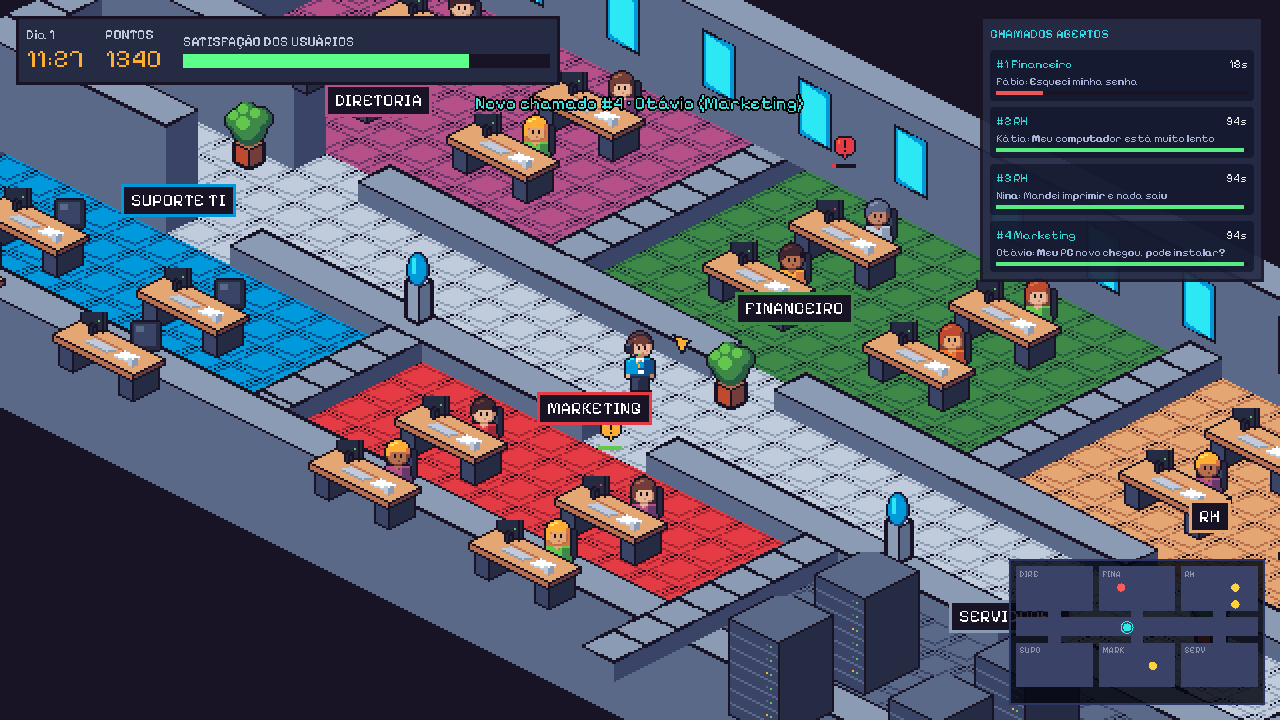 Dia 1
PONTOS
SATISFAÇÃO DOS USUÁRIOS
11:27
1340
DIRETORIA
Novo chamado #4 · Otávio (Marketing)
CHAMADOS ABERTOS
#1 Financeiro
18s
Fábio: Esqueci minha senha
#2 RH
94s
Kátia: Meu computador está muito lento
#3 RH
94s
Nina: Mandei imprimir e nada saiu
#4 Marketing
94s
Otávio: Meu PC novo chegou, pode instalar?
SUPORTE TI
FINANCEIRO
MARKETING
RH
SERVI
DIRE
FINA
RH
SUPO
MARK
SERV